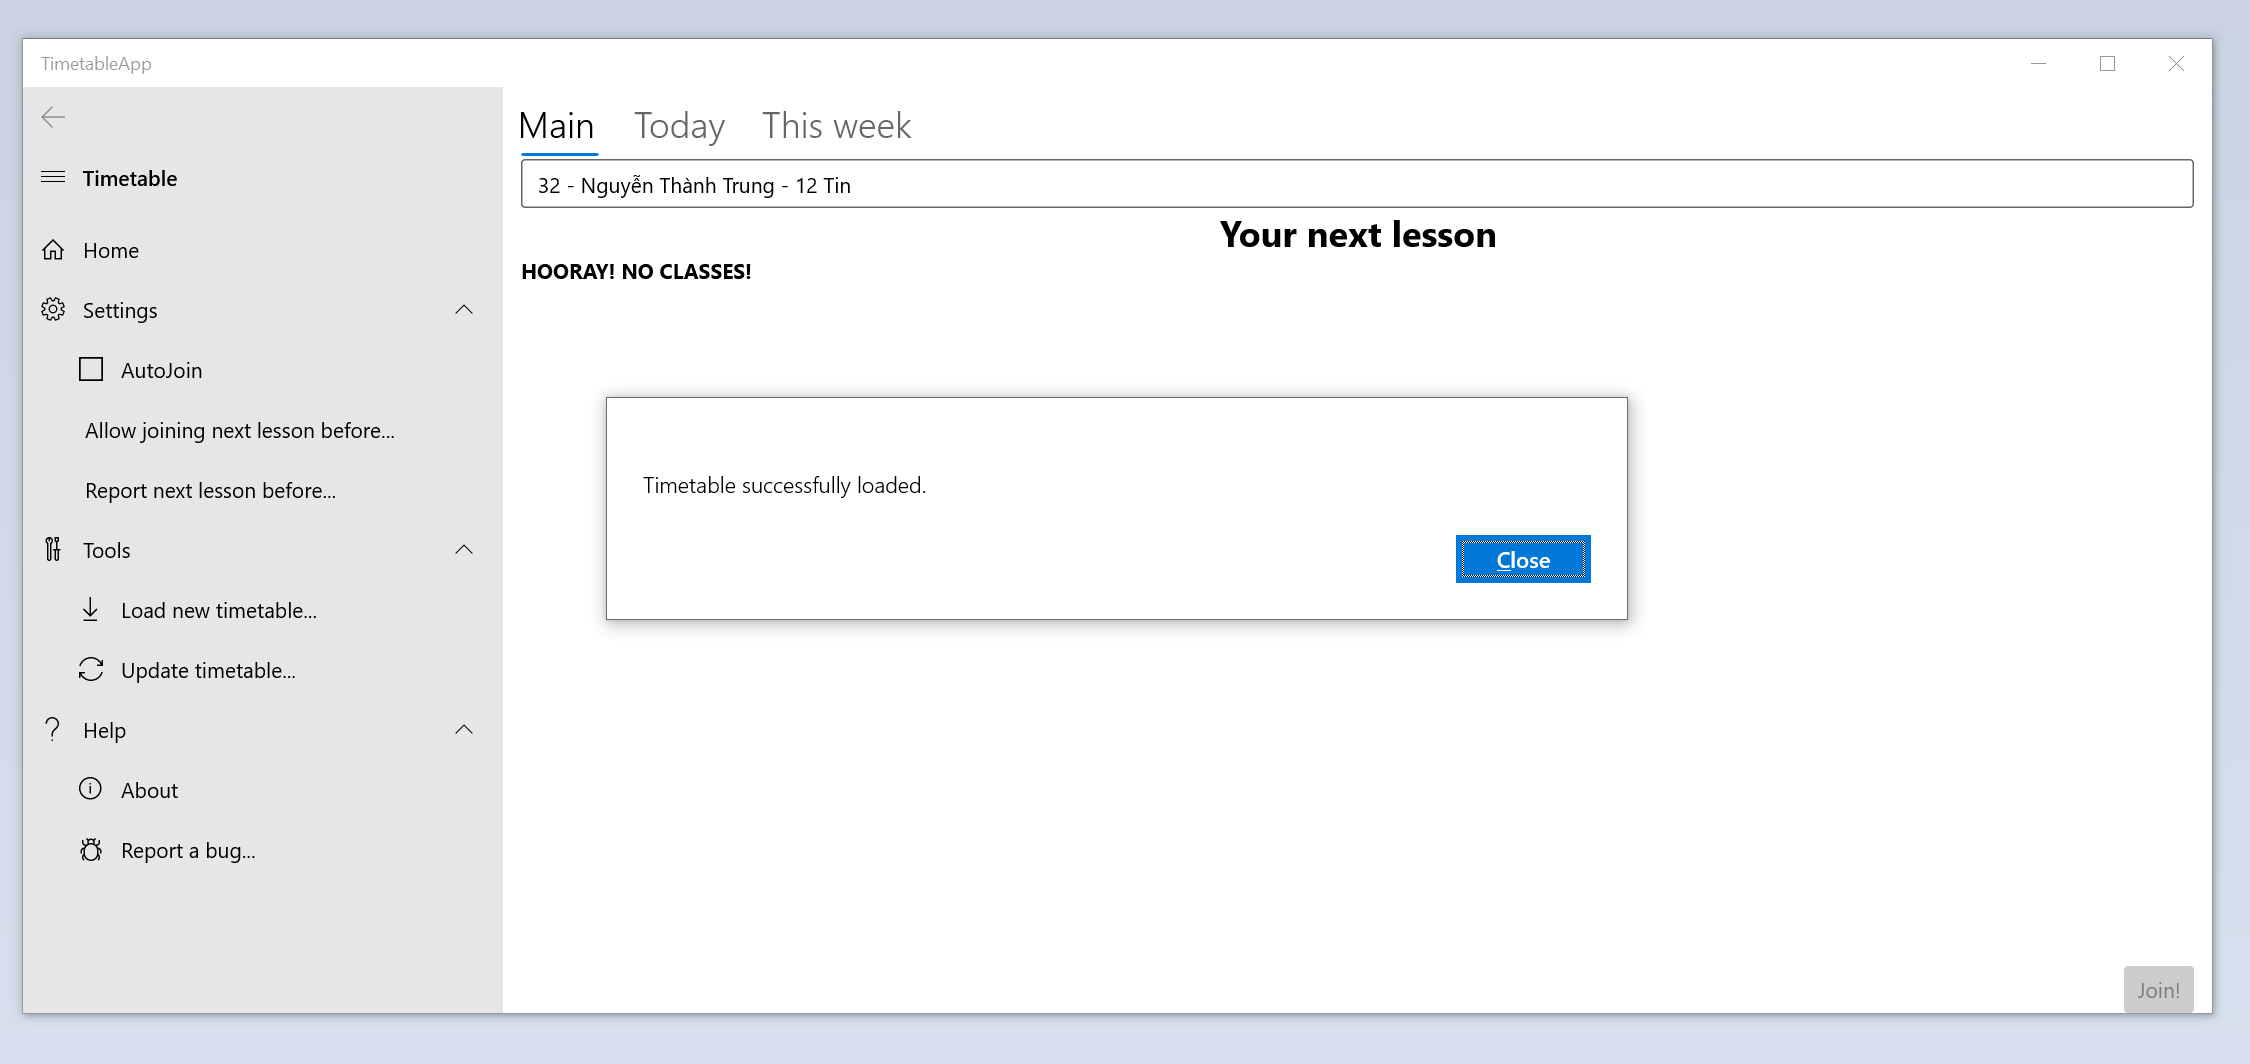 TimetableApp
Timetable
Home
Settings
AutoJoin
Allow joining next lesson before...
Report next lesson before...
Tools
Load new timetable...
Update timetable...
Help
About
Report a bug...
Main Today This week
32 - Nguyễn Thành Trung - 12 Tin
Your next lesson
HOORAY! NO CLASSES!
Timetable successfully loaded.
Close
Join!